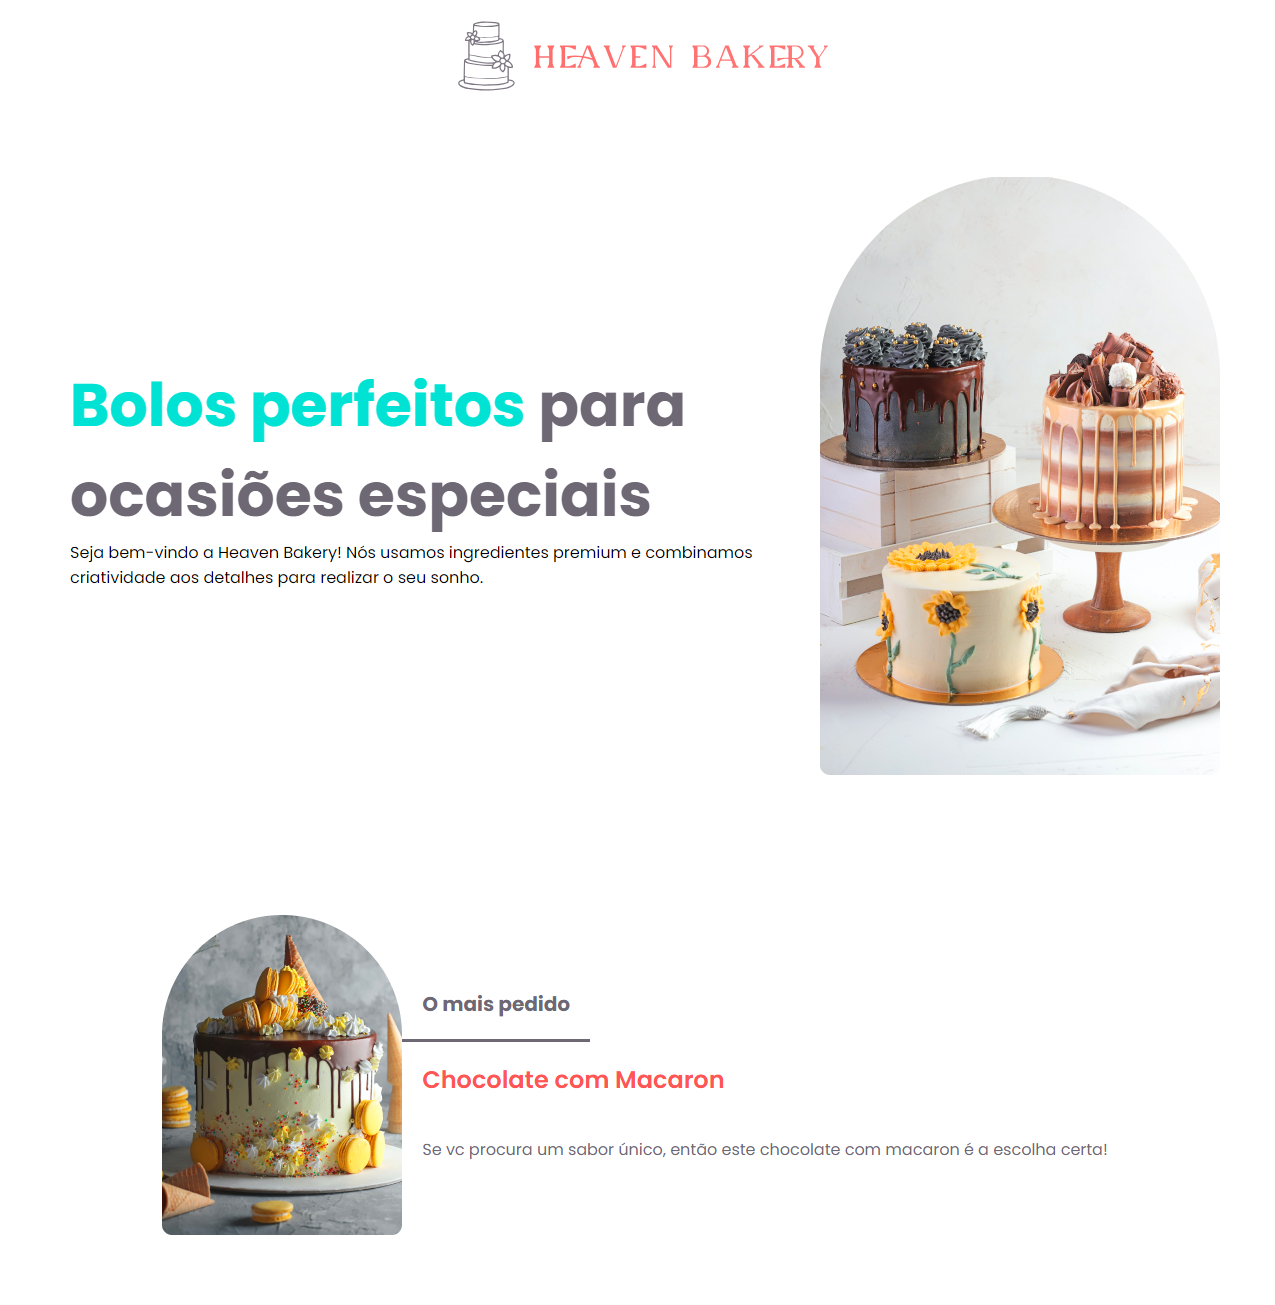 HEAVEN BAKERY
Bolos perfeitos para
ocasiões especiais
Seja bem-vindo a Heaven Bakery! Nós usamos ingredientes premium e combinamos
criatividade aos detalhes para realizar o seu sonho.
O mais pedido
Chocolate com Macaron
Se vc procura um sabor único, então este chocolate com macaron é a escolha certa!